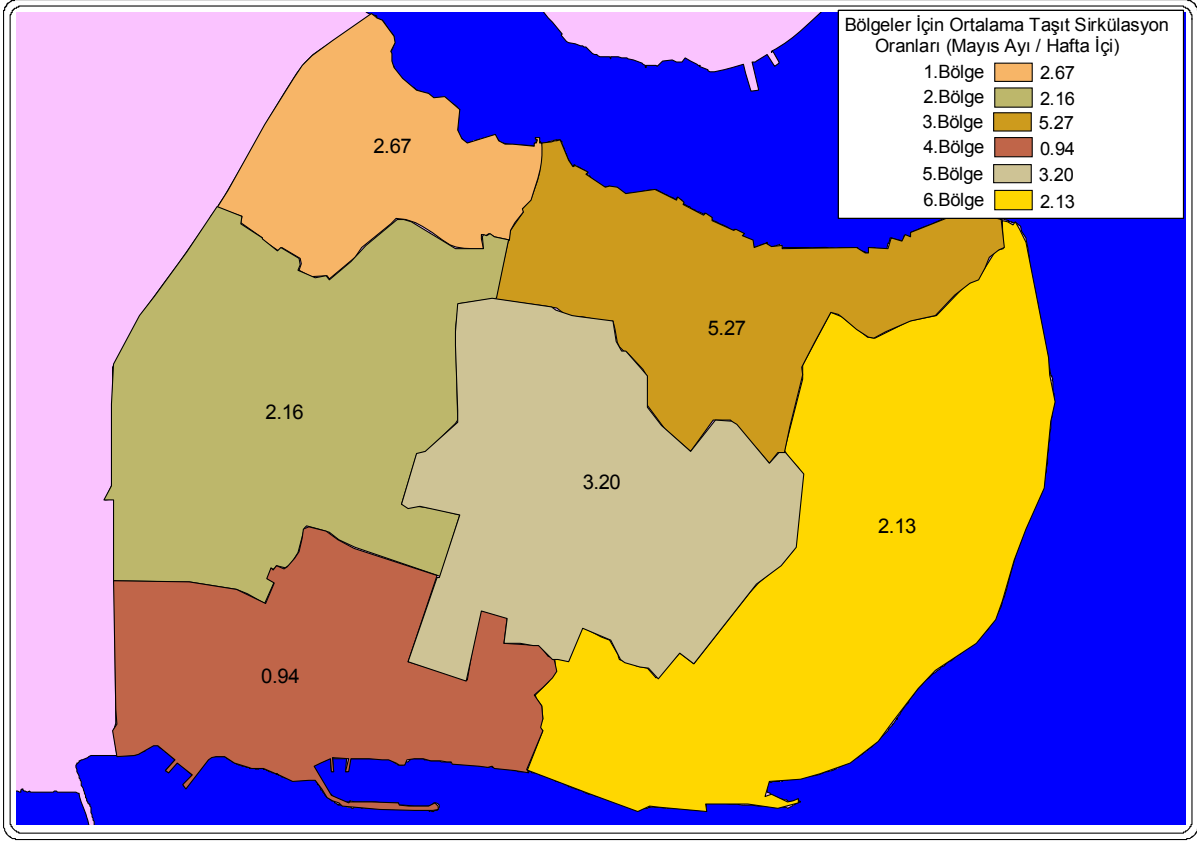 Bölgeler İçin Ortalama Taşıt Sirkülasyon
Oranları (Mayıs Ayı / Hafta İçi)
1.Bölge 2.67
2.Bölge 2.16
3.Bölge 5.27
4.Bölge 0.94
5.Bölge 3.20
6.Bölge 2.13
2.67
5.27
2.16
3.20
2.13
0.94